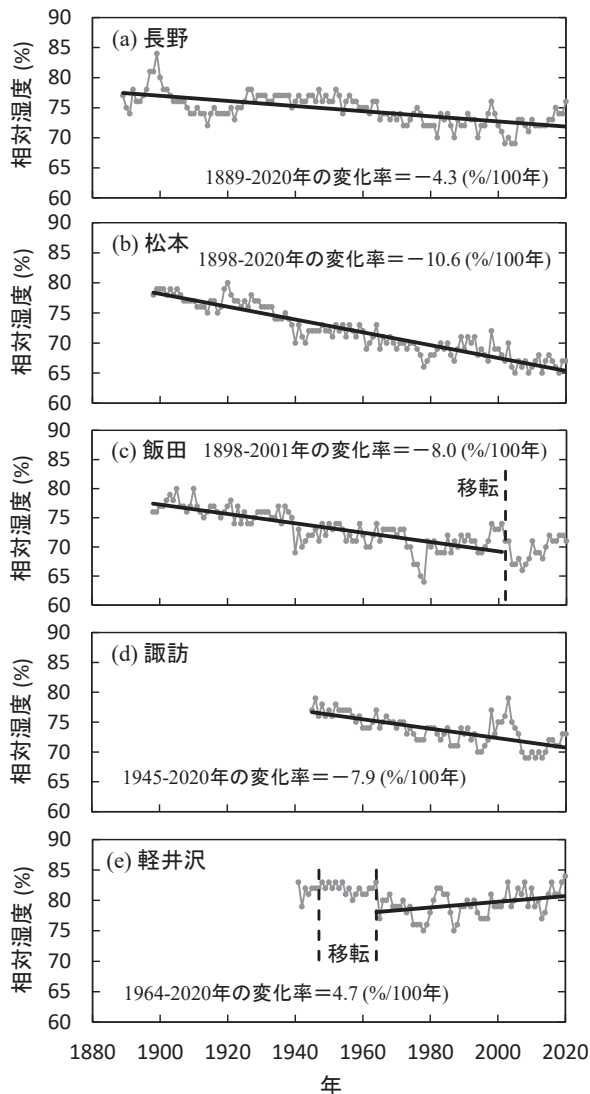 90
85
80
75
70
65
60
相対湿度 (%)
(a) 長野
1889-2020年の変化率＝－4.3 (%/100年)
90
85
80
75
70
65
60
相対湿度 (%)
(b) 松本
1898-2020年の変化率＝－10.6 (%/100年)
90
85
80
75
70
65
60
相対湿度 (%)
(c) 飯田 1898-2001年の変化率＝－8.0 (%/100年)
移転
90
85
80
75
70
65
60
相対湿度 (%)
(d) 諏訪
1945-2020年の変化率＝－7.9 (%/100年)
90
85
80
75
70
65
60
相対湿度 (%)
(e) 軽井沢
移転
1964-2020年の変化率＝4.7 (%/100年)
1880 1900 1920 1940 1960 1980 2000 2020
年